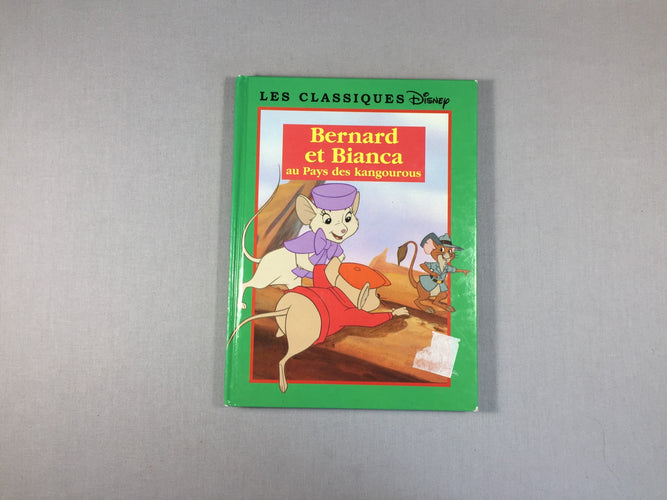 LES CLASSIQUES Disney
Bernard
et Bianca
au Pays des kangourous